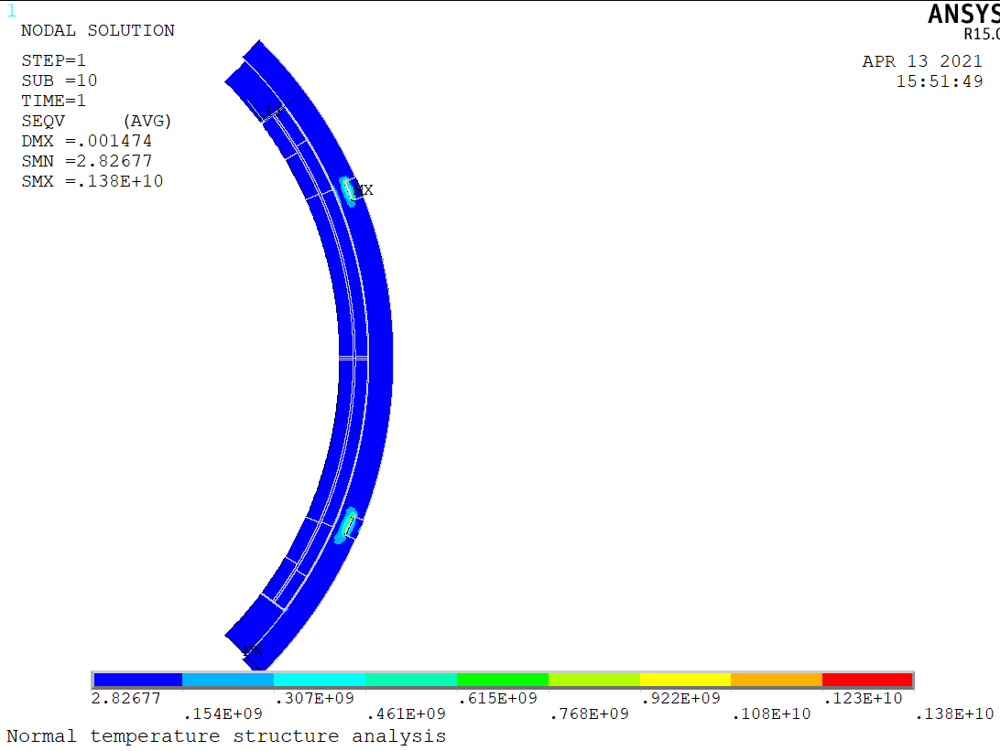 1
ANSYS
R15.0
NODAL SOLUTION
APR 13 2021
15:51:49
STEP=1
SUB =10
TIME=1
SEQV (AVG)
DMX =.001474
SMN =2.82677
SMX =.138E+10
MX
MN
2.82677 .307E+09 .615E+09 .922E+09 .123E+10
.154E+09 .461E+09 .768E+09 .108E+10 .138E+10
Normal temperature structure analysis